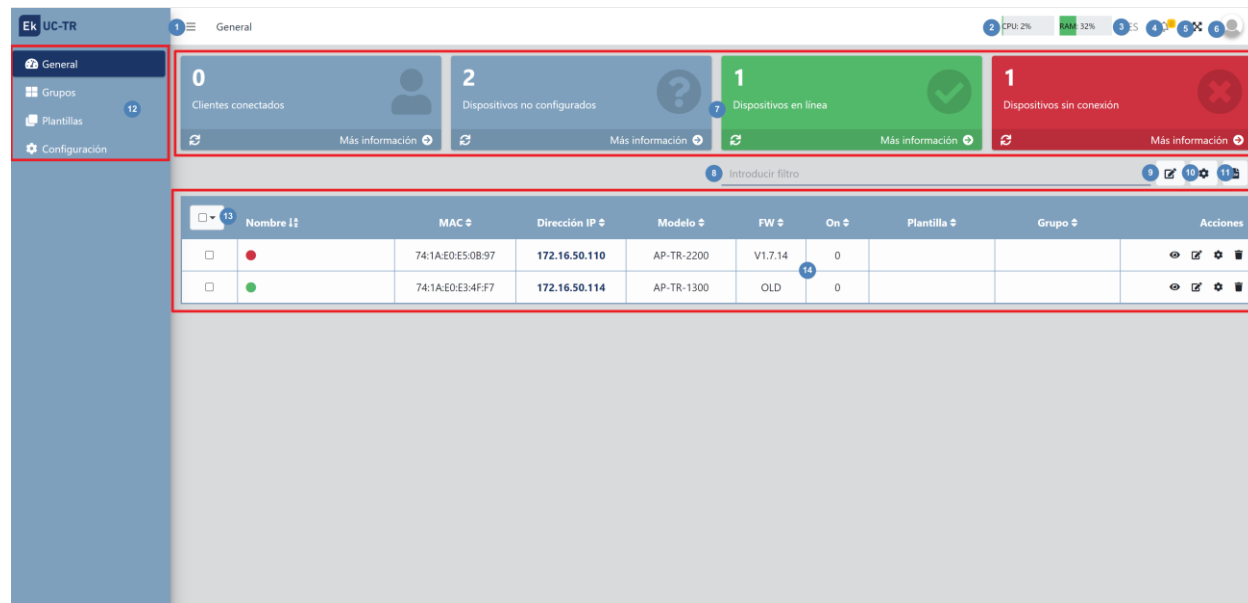 Ek UC-TR
1 General 2 CPU: 2% RAM: 32% 3 ES 4 5 6
General
Grupos
12
Plantillas
Configuración
0
Clientes conectados
Más información
2
Dispositivos no configurados
Más información
7
1
Dispositivos en línea
Más información
1
Dispositivos sin conexión
Más información
8 Introducir filtro 9 10 11
13 Nombre MAC Dirección IP Modelo FW On Plantilla Grupo Acciones
74:1A:E0:E5:0B:97 172.16.50.110 AP-TR-2200 V1.7.14 0
14
74:1A:E0:E3:4F:F7 172.16.50.114 AP-TR-1300 OLD 0